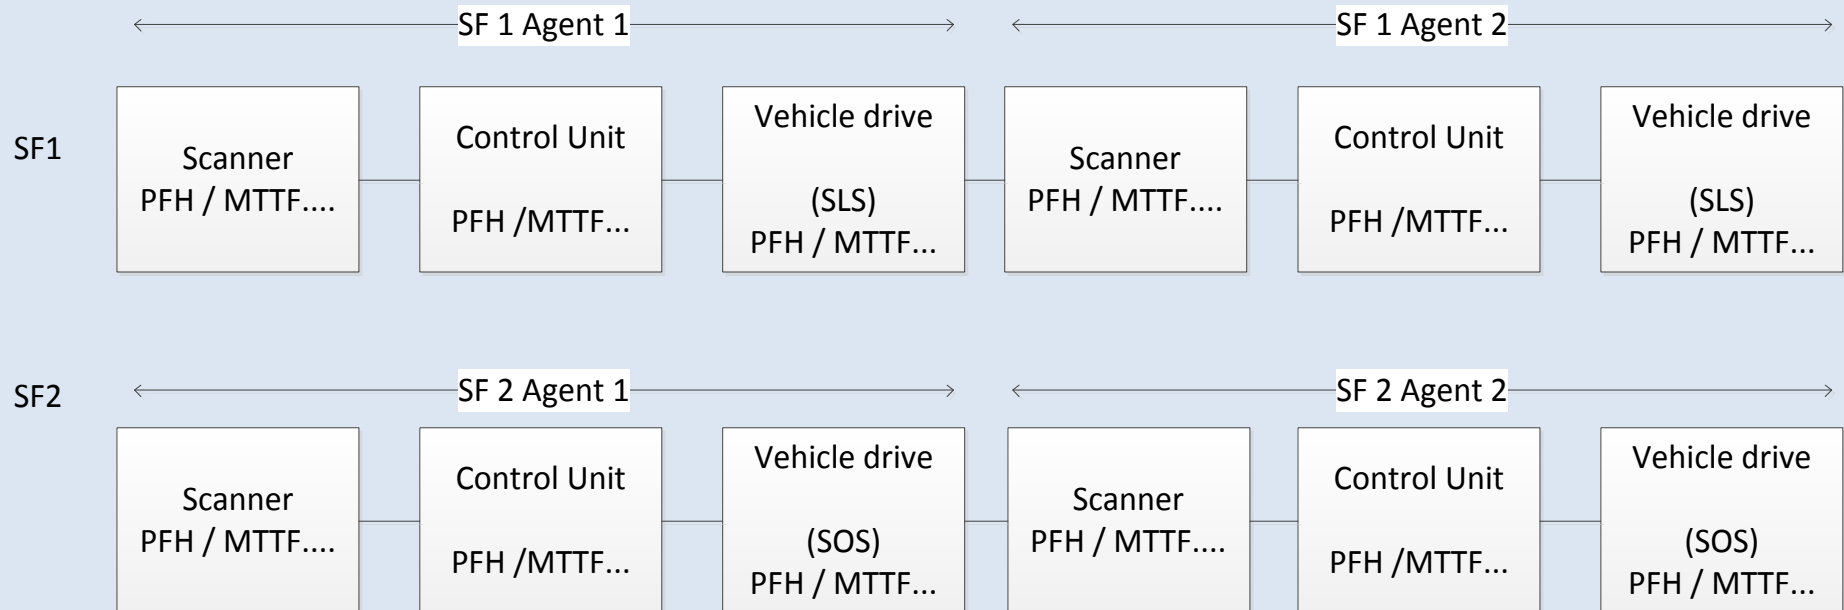 SF 1 Agent 1
SF 1 Agent 2
SF1
Scanner
PFH / MTTF....
Control Unit
PFH /MTTF...
Vehicle drive
(SLS)
PFH / MTTF...
Scanner
PFH / MTTF....
Control Unit
PFH /MTTF...
Vehicle drive
(SLS)
PFH / MTTF...
SF2
SF 2 Agent 1
SF 2 Agent 2
Scanner
PFH / MTTF....
Control Unit
PFH /MTTF...
Vehicle drive
(SOS)
PFH / MTTF...
Scanner
PFH / MTTF....
Control Unit
PFH /MTTF...
Vehicle drive
(SOS)
PFH / MTTF...